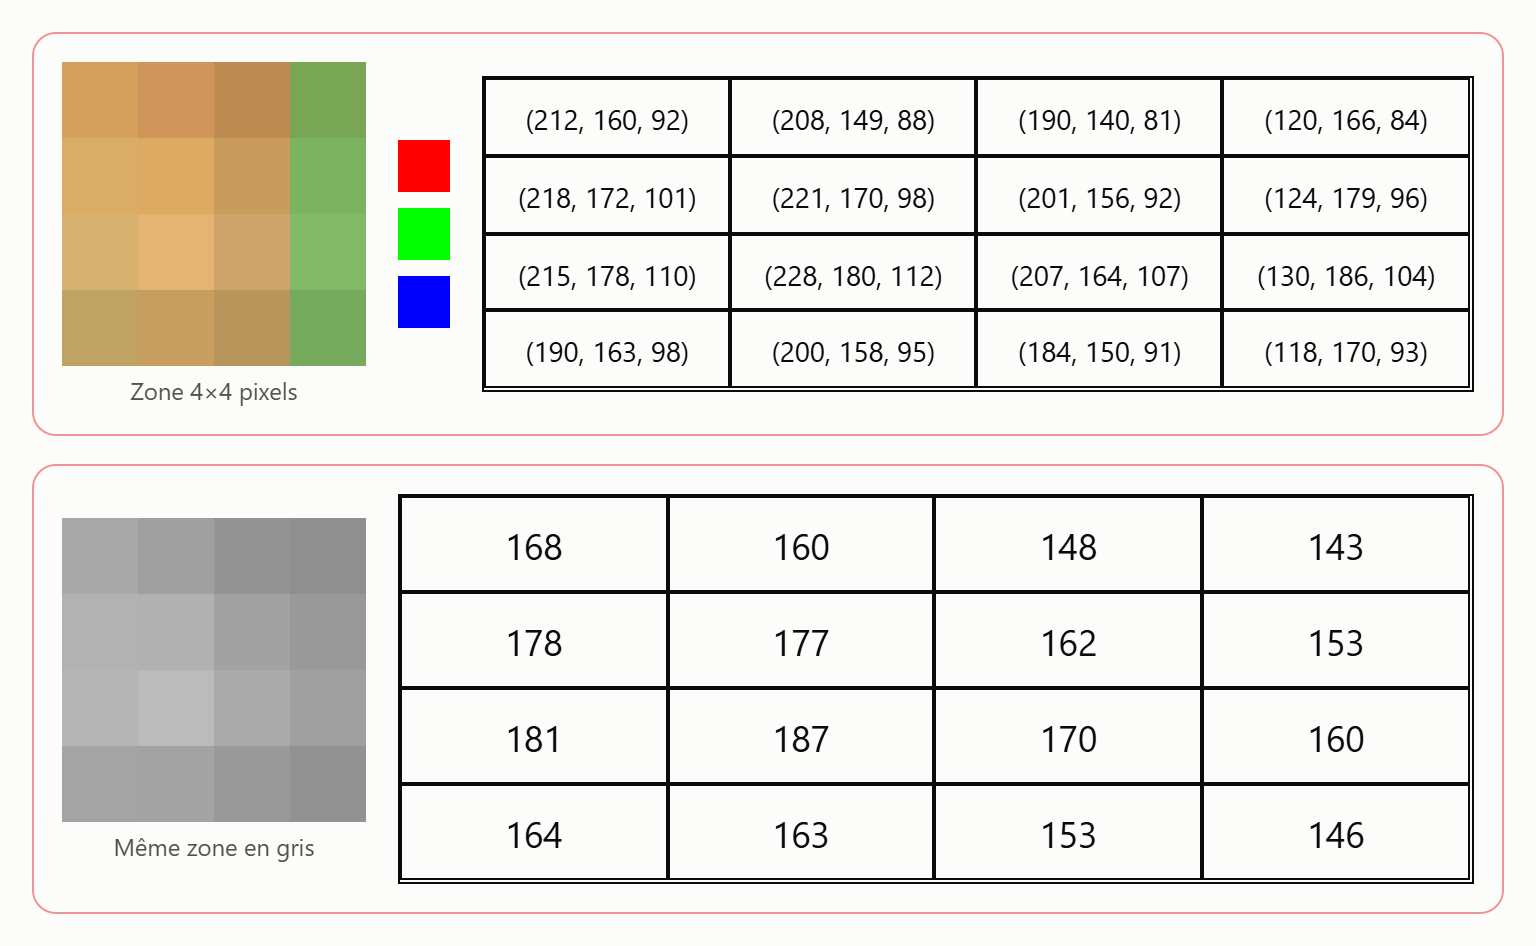 (212, 160, 92) (208, 149, 88) (190, 140, 81) (120, 166, 84)
(218, 172, 101) (221, 170, 98) (201, 156, 92) (124, 179, 96)
(215, 178, 110) (228, 180, 112) (207, 164, 107) (130, 186, 104)
(190, 163, 98) (200, 158, 95) (184, 150, 91) (118, 170, 93)
Zone 4×4 pixels
168 160 148 143
178 177 162 153
181 187 170 160
164 163 153 146
Même zone en gris